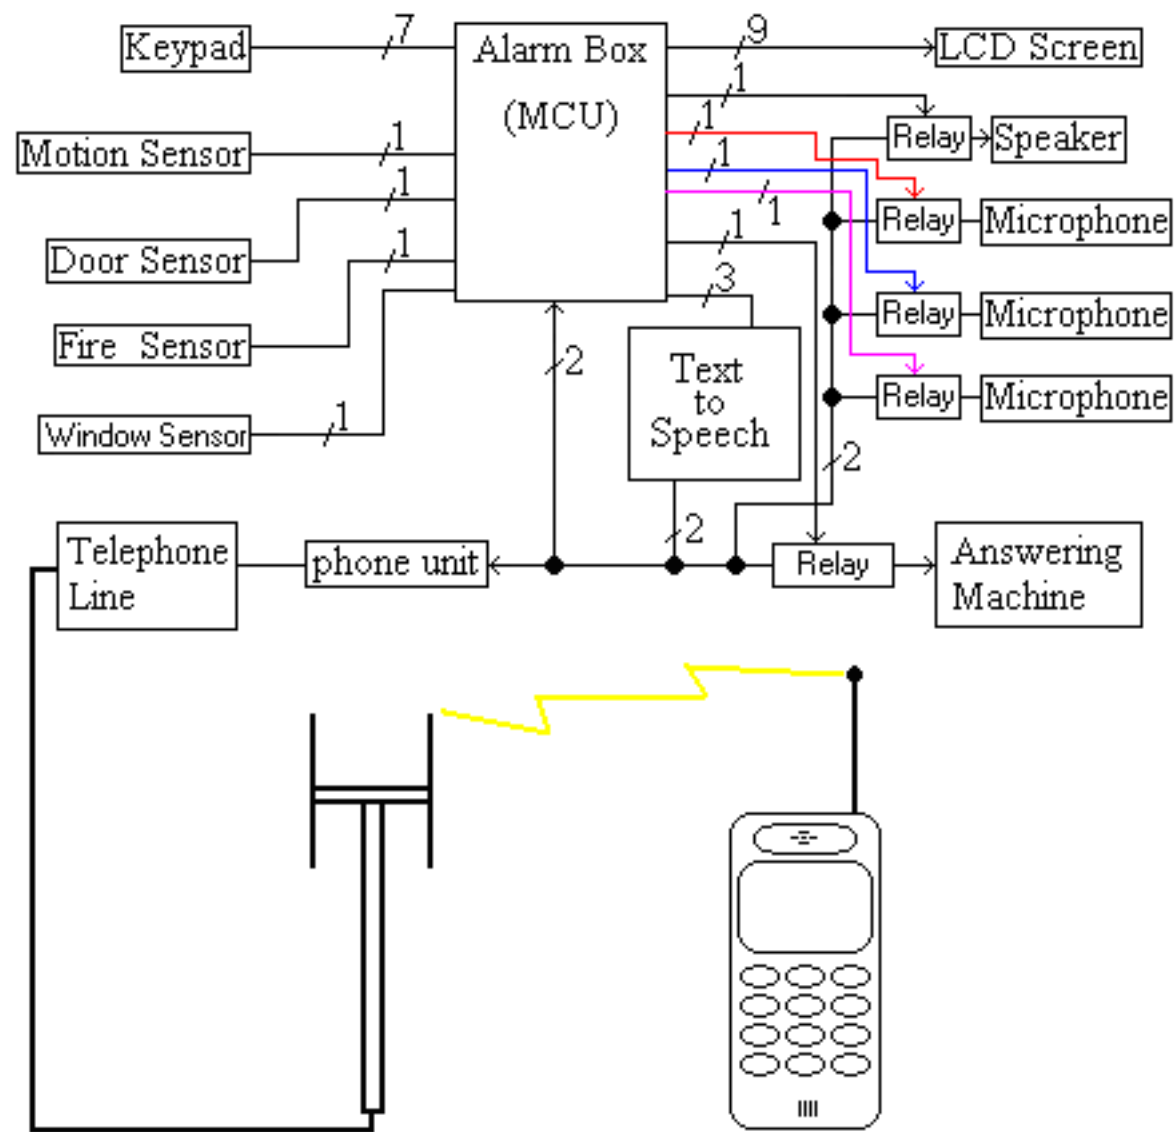 Keypad
7
Alarm Box
(MCU)
9
LCD Screen
1
Relay
Speaker
Motion Sensor
1
1
1
Relay
Microphone
1
1
Door Sensor
1
1
3
Relay
Microphone
Fire Sensor
2
Text
to
Speech
Relay
Microphone
Window Sensor
1
2
2
Telephone
Line
phone unit
Relay
Answering
Machine